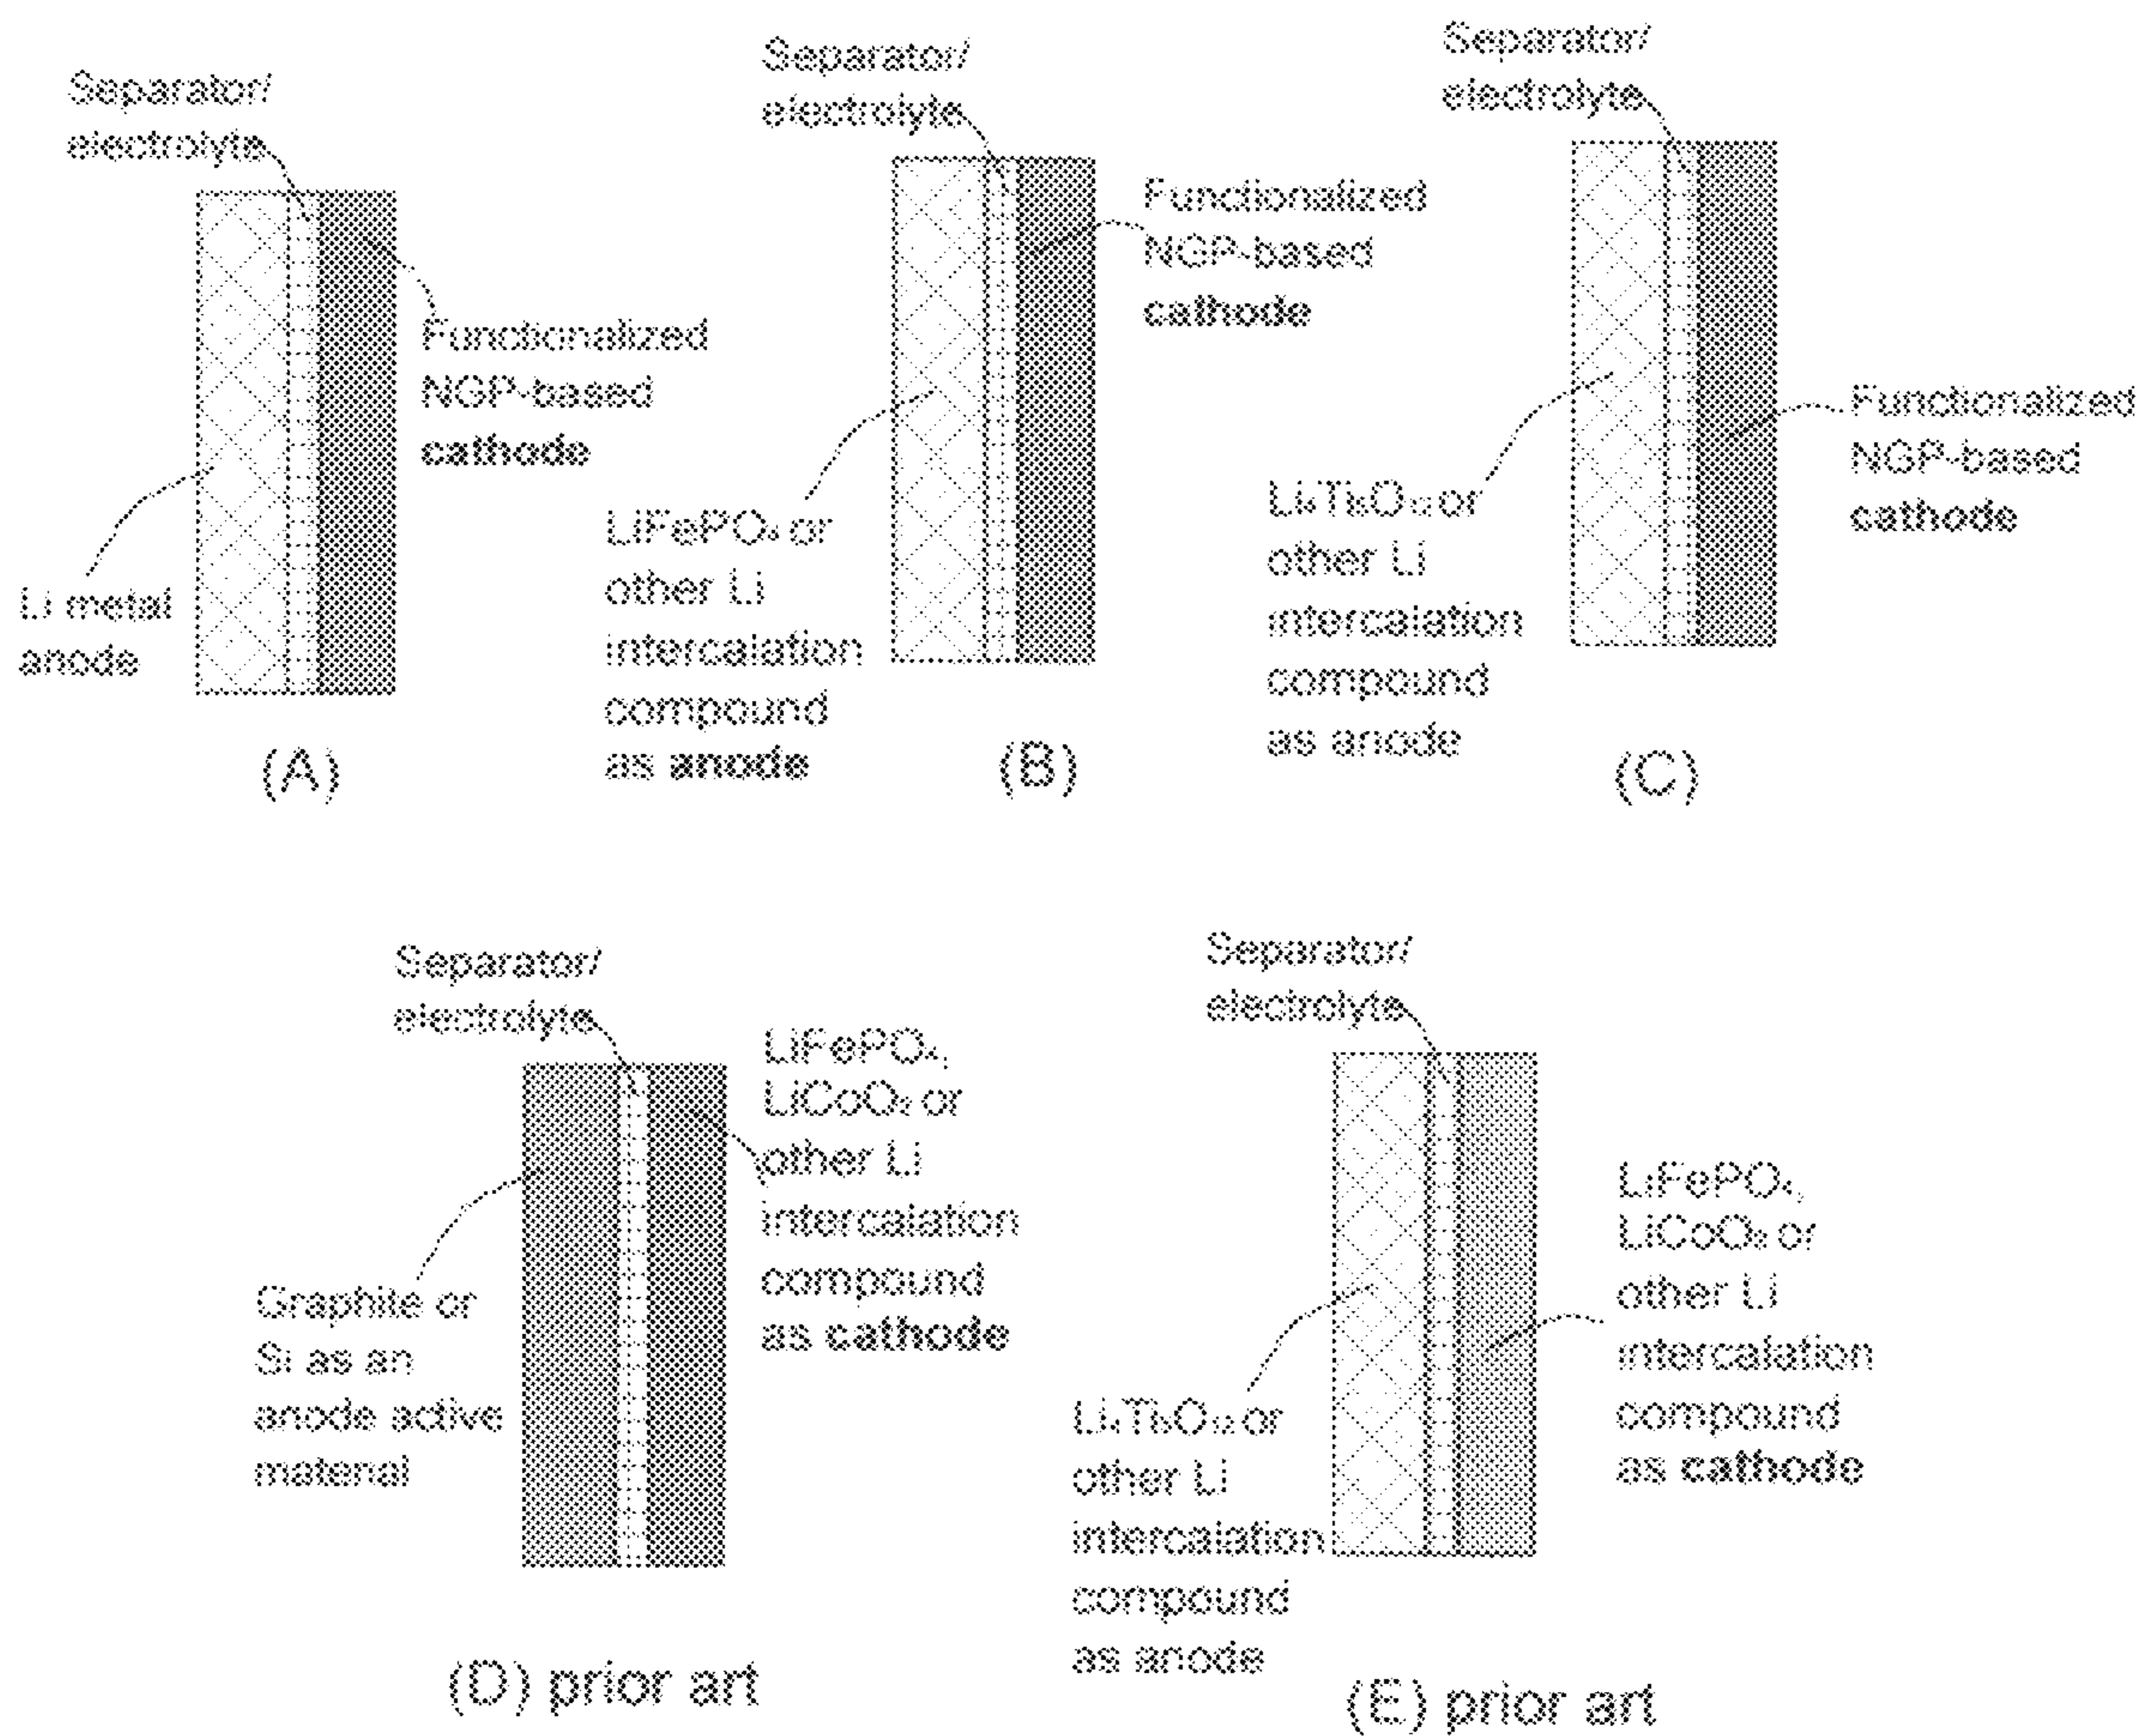 Separator/
electrolyte
Functionalized
NGP-based
cathode
Li metal
anode
(A)
Separator/
electrolyte
Functionalized
NGP-based
cathode
LiFePO₄ or
other Li
intercalation
compound
as anode
(B)
Separator/
electrolyte
Functionalized
NGP-based
cathode
Li₄Ti₅O₁₂ or
other Li
intercalation
compound
as anode
(C)
Separator/
electrolyte
LiFePO₄,
LiCoO₂ or
other Li
intercalation
compound
as cathode
Graphite or
Si as an
anode active
material
(D) prior art
Separator/
electrolyte
LiFePO₄,
LiCoO₂ or
other Li
intercalation
compound
as cathode
Li₄Ti₅O₁₂ or
other Li
intercalation
compound
as anode
(E) prior art